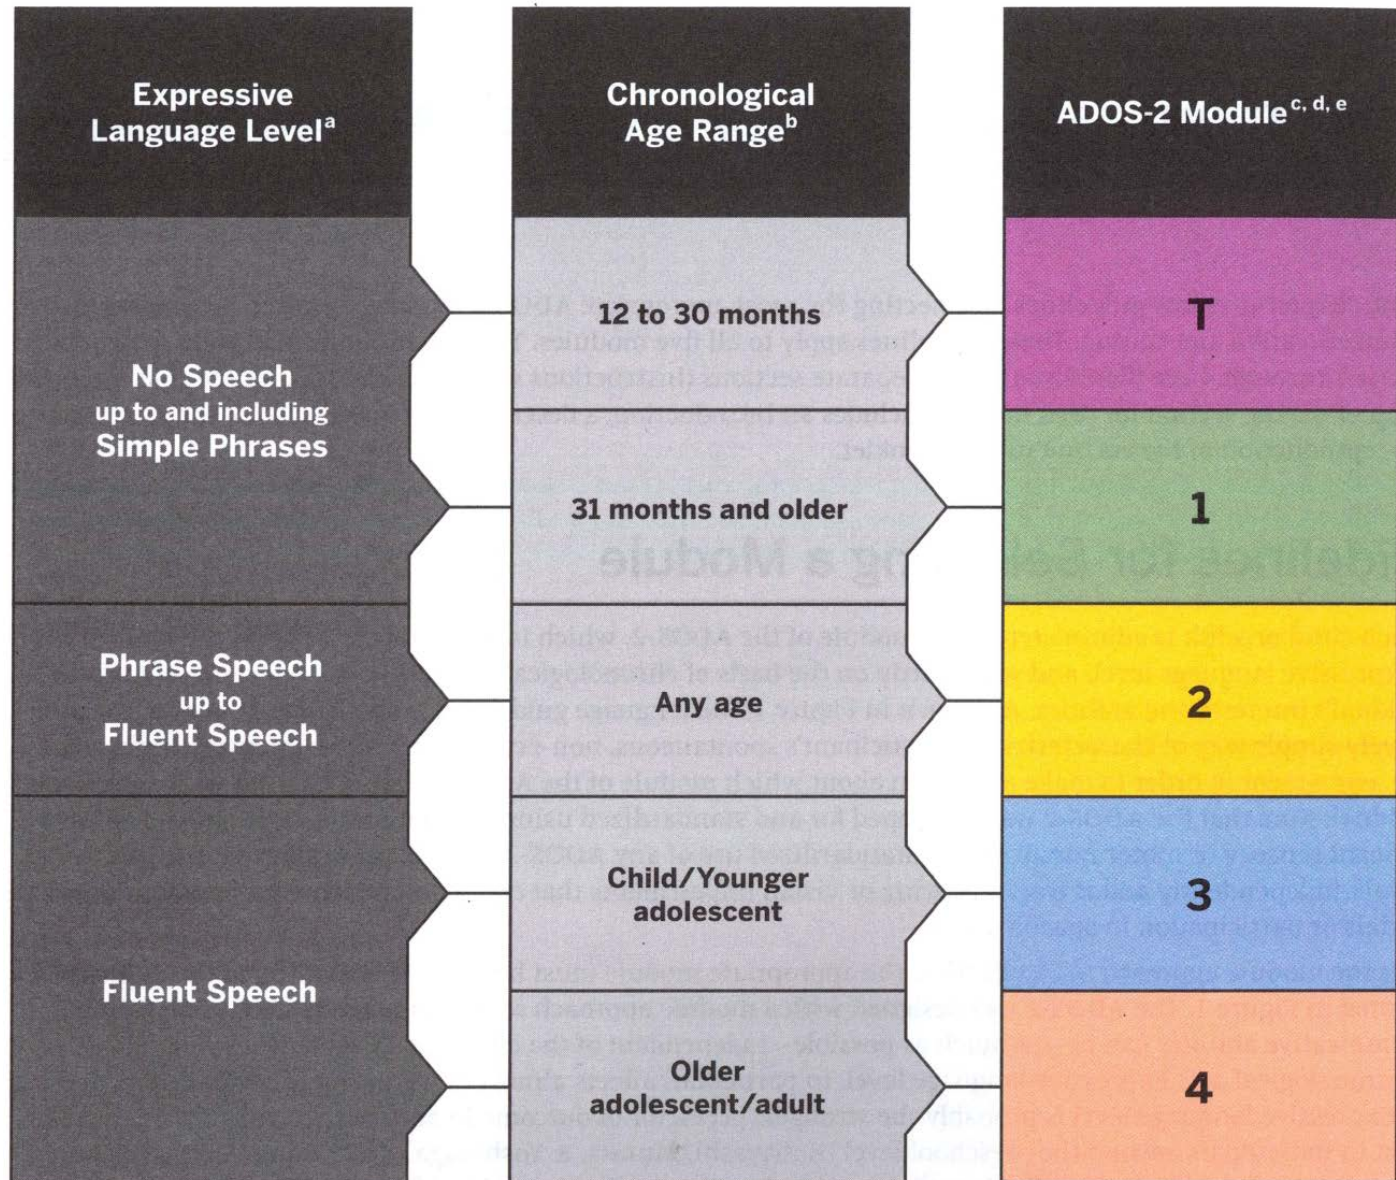 Expressive
Language Level^a
Chronological
Age Range^b
ADOS-2 Module^c, d, e
No Speech
up to and including
Simple Phrases
12 to 30 months
T
31 months and older
1
Phrase Speech
up to
Fluent Speech
Any age
2
Fluent Speech
Child/Younger
adolescent
3
Older
adolescent/adult
4